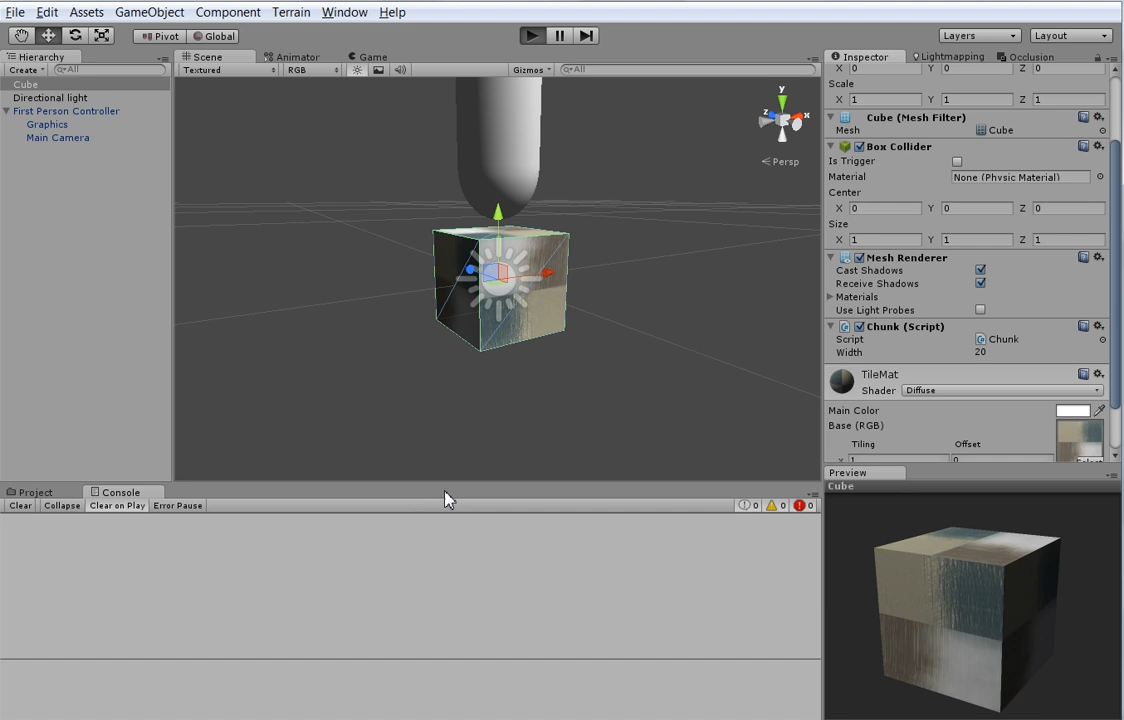 File Edit Assets GameObject Component Terrain Window Help
Pivot Global Layers Layout
Hierarchy
Create All
Cube
Directional light
First Person Controller
Graphics
Main Camera
Scene Animator Game
Textured RGB Gizmos All
y
z x
Persp
Inspector Lightmapping Occlusion
X 0 Y 0 Z 0
Scale
X 1 Y 1 Z 1
Cube (Mesh Filter)
Mesh Cube
Box Collider
Is Trigger
Material None (Physic Material)
Center
X 0 Y 0 Z 0
Size
X 1 Y 1 Z 1
Mesh Renderer
Cast Shadows
Receive Shadows
Materials
Use Light Probes
Chunk (Script)
Script Chunk
Width 20
TileMat
Shader Diffuse
Main Color
Base (RGB)
Tiling Offset
x 1 0
Select
Preview
Cube
Project Console
Clear Collapse Clear on Play Error Pause 0 0 0